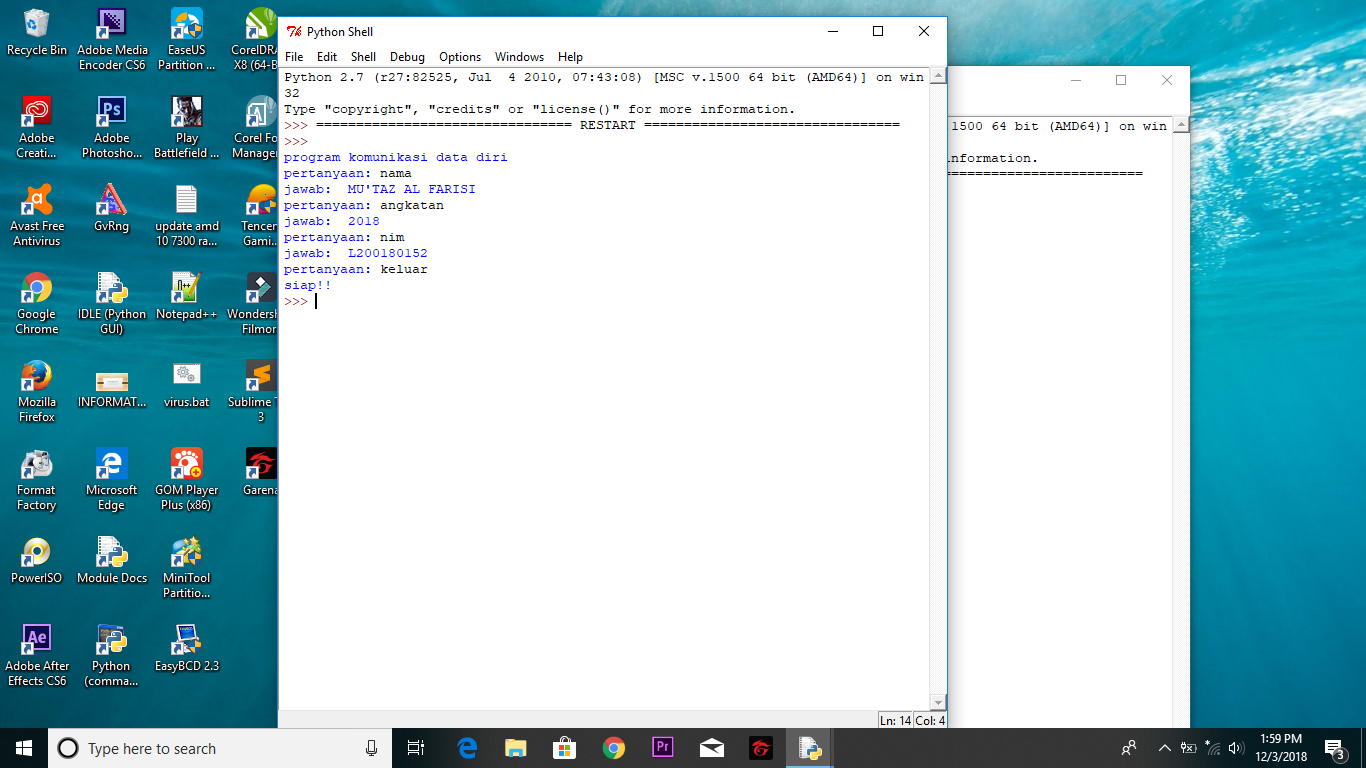 Recycle Bin
Adobe Media
Encoder CS6
EaseUS
Partition ...
CorelDRA
X8 (64-B
Adobe
Creati...
Adobe
Photosho...
Play
Battlefield ...
Corel Fo
Manage
Avast Free
Antivirus
GvRng
update amd
10 7300 ra...
Tencen
Gami...
Google
Chrome
IDLE (Python
GUI)
Notepad++
Wondersh
Filmor
Mozilla
Firefox
INFORMAT...
virus.bat
Sublime T
3
Format
Factory
Microsoft
Edge
GOM Player
Plus (x86)
Garena
PowerISO
Module Docs
MiniTool
Partitio...
Adobe After
Effects CS6
Python
(comma...
EasyBCD 2.3
Python Shell
File Edit Shell Debug Options Windows Help
Python 2.7 (r27:82525, Jul  4 2010, 07:43:08) [MSC v.1500 64 bit (AMD64)] on win
32
Type "copyright", "credits" or "license()" for more information.
>>> ================================ RESTART ================================
>>>
program komunikasi data diri
pertanyaan: nama
jawab:  MU'TAZ AL FARISI
pertanyaan: angkatan
jawab:  2018
pertanyaan: nim
jawab:  L200180152
pertanyaan: keluar
siap!!
>>>
Ln: 14 Col: 4
1500 64 bit (AMD64)] on win
nformation.
=========================
Type here to search
Pr
1:59 PM
12/3/2018
3